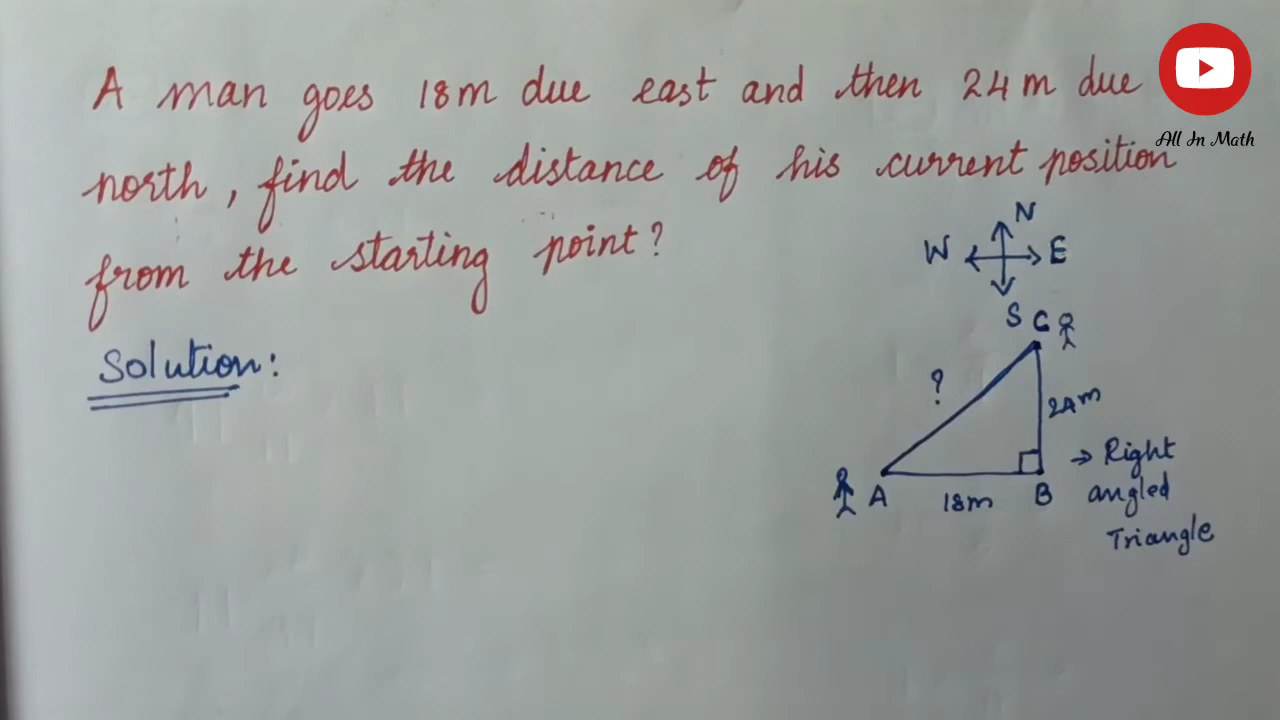 A man goes 18m due east and then 24m due
All In Math
north, find the distance of his current position
from the starting point?
N
W E
S
Solution:
C
?
24m
→ Right
angled
Triangle
A 18m B